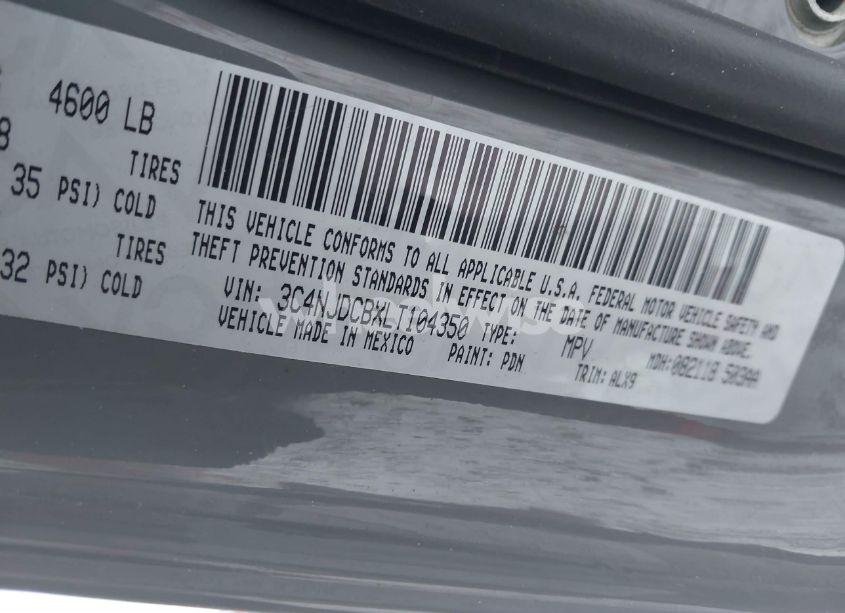 4600 LB
TIRES
35 PSI) COLD
TIRES
32 PSI) COLD
THIS VEHICLE CONFORMS TO ALL APPLICABLE U.S.A. FEDERAL MOTOR VEHICLE SAFETY AND
THEFT PREVENTION STANDARDS IN EFFECT ON THE DATE OF MANUFACTURE SHOWN ABOVE.
VIN: 3C4NJDCBXLT104350 TYPE: MPV MDH:082118 503AA
VEHICLE MADE IN MEXICO PAINT: PDN TRIM: ALX9